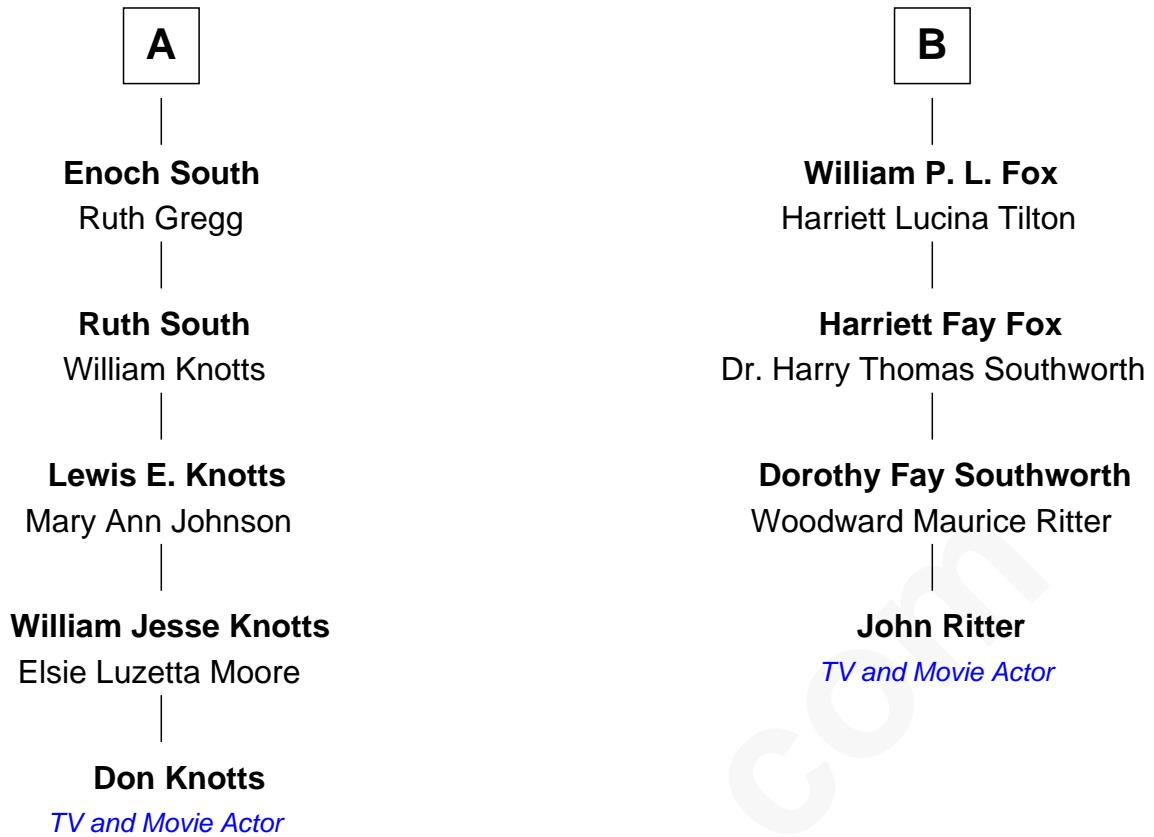 A
Enoch South
Ruth Gregg
Ruth South
William Knotts
Lewis E. Knotts
Mary Ann Johnson
William Jesse Knotts
Elsie Luzetta Moore
Don Knotts
TV and Movie Actor
B
William P. L. Fox
Harriett Lucina Tilton
Harriett Fay Fox
Dr. Harry Thomas Southworth
Dorothy Fay Southworth
Woodward Maurice Ritter
John Ritter
TV and Movie Actor
com